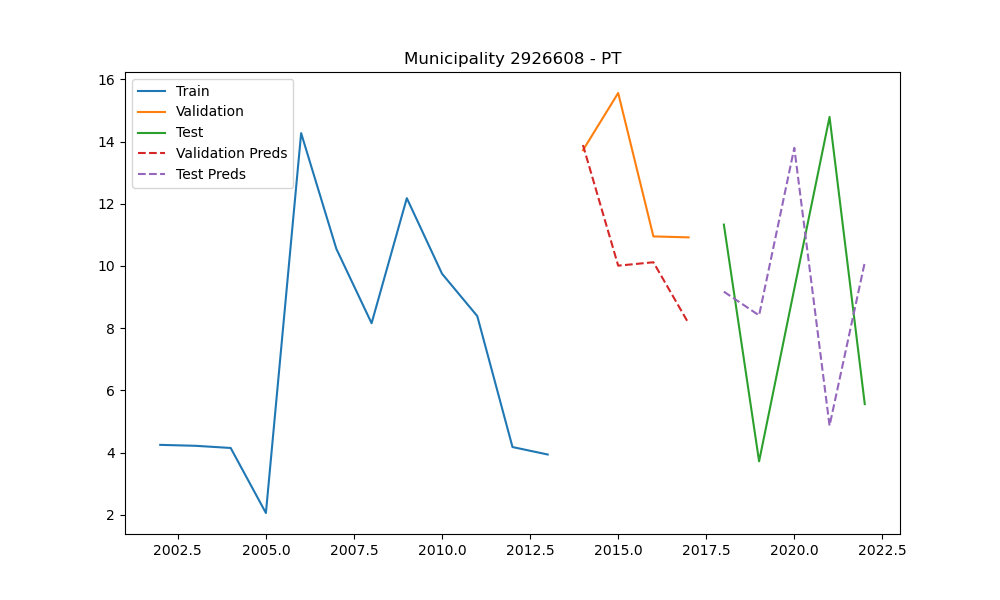 Municipality 2926608 - PT
16
14
12
10
8
6
4
2
Train
Validation
Test
Validation Preds
Test Preds
2002.5 2005.0 2007.5 2010.0 2012.5 2015.0 2017.5 2020.0 2022.5